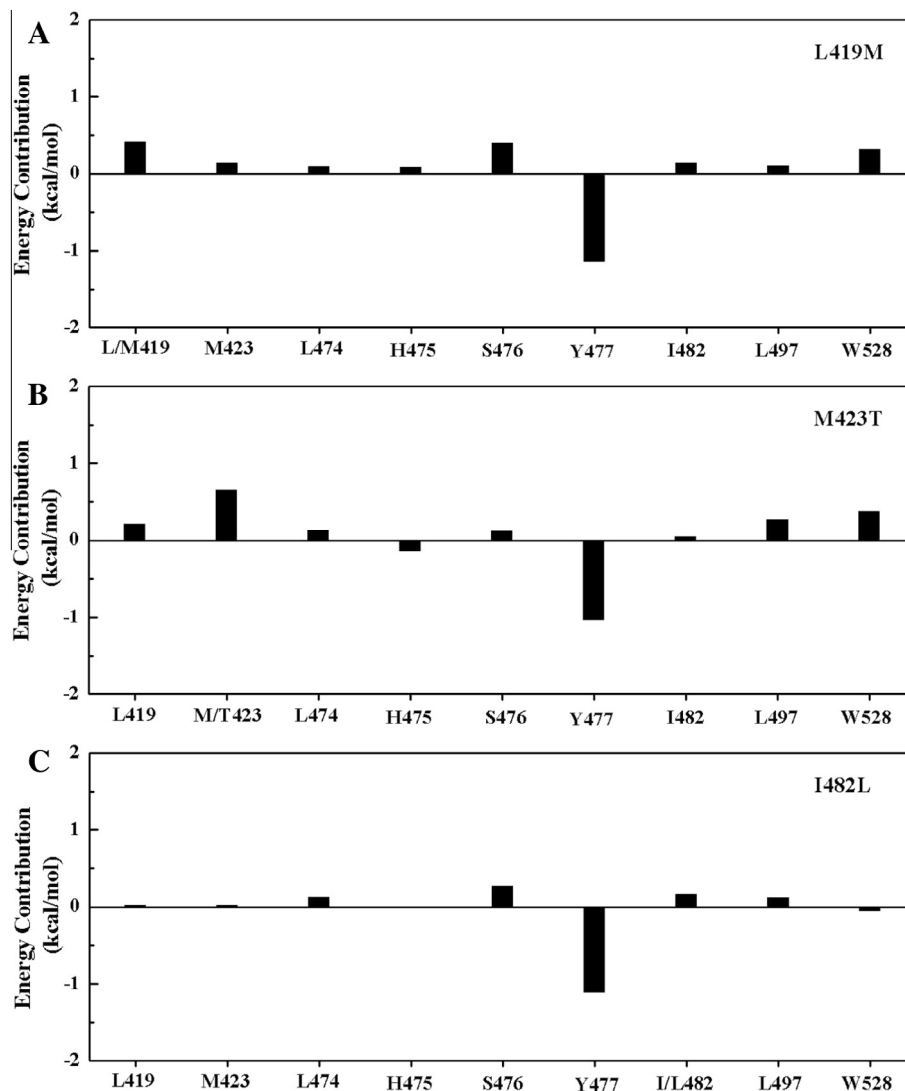 A
L419M
Energy Contribution
(kcal/mol)
2
1
0
-1
-2
L/M419 M423 L474 H475 S476 Y477 I482 L497 W528
B
M423T
Energy Contribution
(kcal/mol)
2
1
0
-1
-2
L419 M/T423 L474 H475 S476 Y477 I482 L497 W528
C
I482L
Energy Contribution
(kcal/mol)
2
1
0
-1
-2
L419 M423 L474 H475 S476 Y477 I/L482 L497 W528